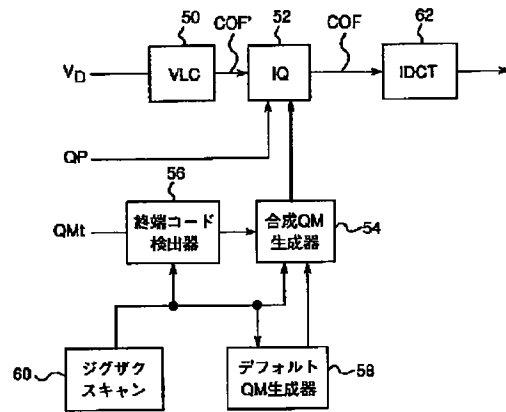 50
COF'
52
COF
62
VD
VLC
IQ
IDCT
QP
56
QMt
終端コード
検出器
合成QM
生成器
54
60
ジグザク
スキャン
デフォルト
QM生成器
58